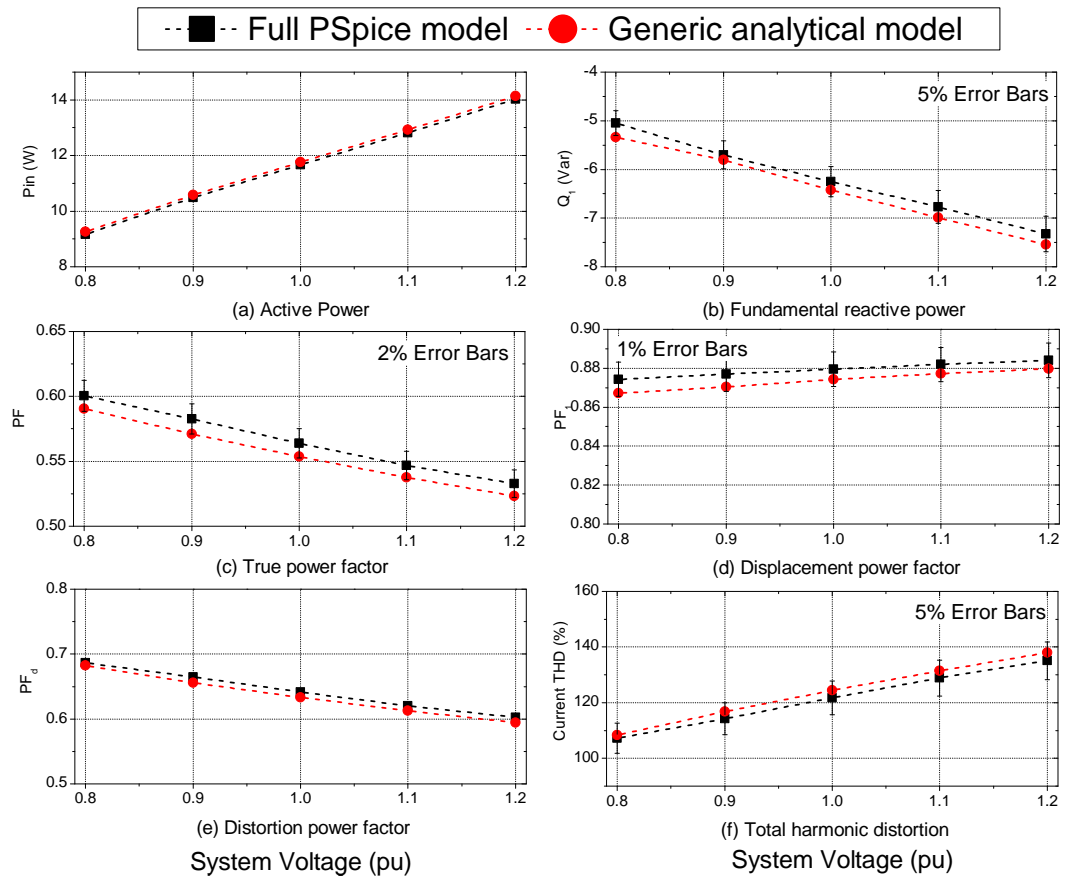 Full PSpice model Generic analytical model
14
12
10
8
Pin (W)
0.8 0.9 1.0 1.1 1.2
(a) Active Power
-4
-5
-6
-7
-8
Q1 (Var)
5% Error Bars
0.8 0.9 1.0 1.1 1.2
(b) Fundamental reactive power
0.65
0.60
0.55
0.50
PF
2% Error Bars
0.8 0.9 1.0 1.1 1.2
(c) True power factor
0.90
0.88
0.86
0.84
0.82
0.80
PF1
1% Error Bars
0.8 0.9 1.0 1.1 1.2
(d) Displacement power factor
0.8
0.7
0.6
0.5
PFd
0.8 0.9 1.0 1.1 1.2
(e) Distortion power factor
System Voltage (pu)
160
140
120
100
Current THD (%)
5% Error Bars
0.8 0.9 1.0 1.1 1.2
(f) Total harmonic distortion
System Voltage (pu)